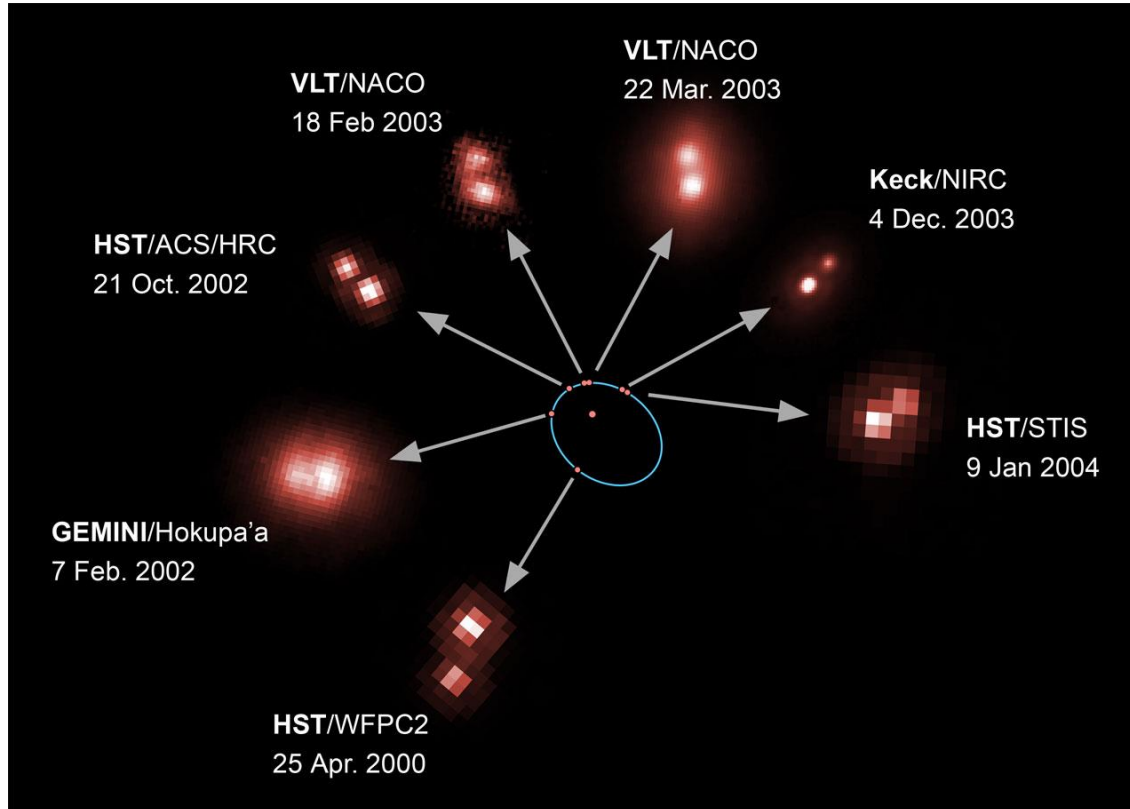 VLT/NACO
18 Feb 2003
VLT/NACO
22 Mar. 2003
Keck/NIRC
4 Dec. 2003
HST/ACS/HRC
21 Oct. 2002
HST/STIS
9 Jan 2004
GEMINI/Hokupa’a
7 Feb. 2002
HST/WFPC2
25 Apr. 2000